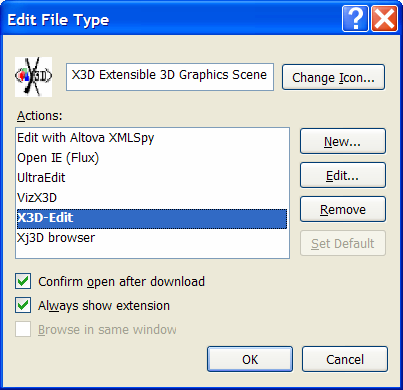 Edit File Type
X3D
X3D Extensible 3D Graphics Scene
Change Icon...
Actions:
Edit with Altova XMLSpy
Open IE (Flux)
UltraEdit
VizX3D
X3D-Edit
Xj3D browser
New...
Edit...
Remove
Set Default
Confirm open after download
Always show extension
Browse in same window
OK
Cancel